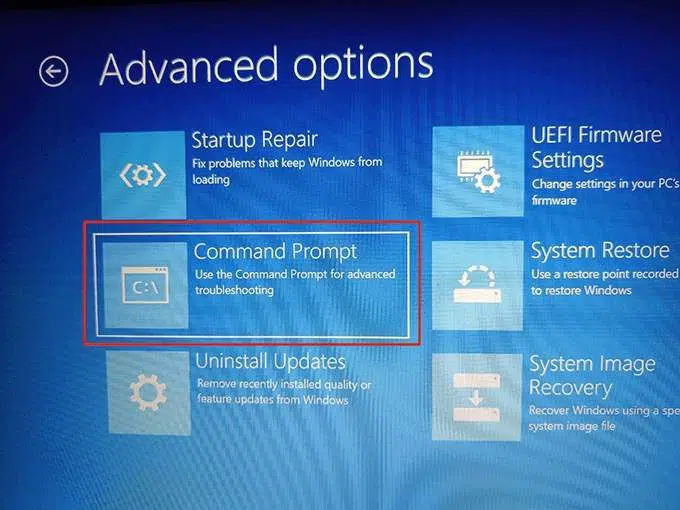 Advanced options
Startup Repair
Fix problems that keep Windows from
loading
C:\
Command Prompt
Use the Command Prompt for advanced
troubleshooting
Uninstall Updates
Remove recently installed quality or
feature updates from Windows
UEFI Firmware
Settings
Change settings in your PC's
firmware
System Restore
Use a restore point recorded
to restore Windows
System Image
Recovery
Recover Windows using a spe
system image file